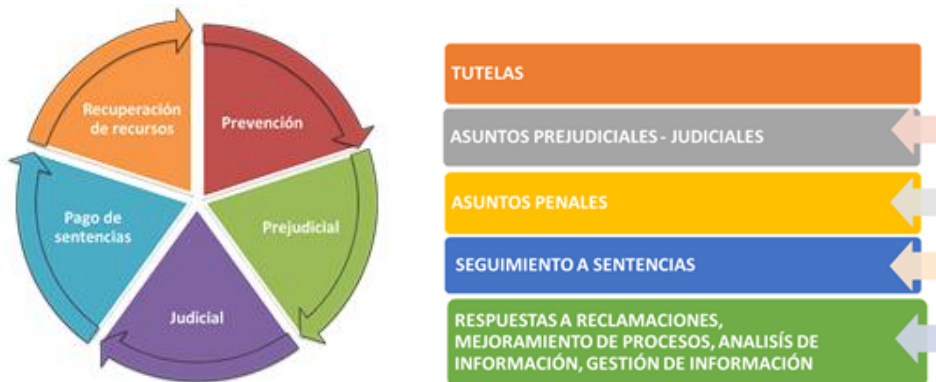 Recuperación
de recursos
Prevención
Prejudicial
Judicial
Pago de
sentencias
TUTELAS
ASUNTOS PREJUDICIALES - JUDICIALES
ASUNTOS PENALES
SEGUIMIENTO A SENTENCIAS
RESPUESTAS A RECLAMACIONES,
MEJORAMIENTO DE PROCESOS, ANALISÍS DE
INFORMACIÓN, GESTIÓN DE INFORMACIÓN